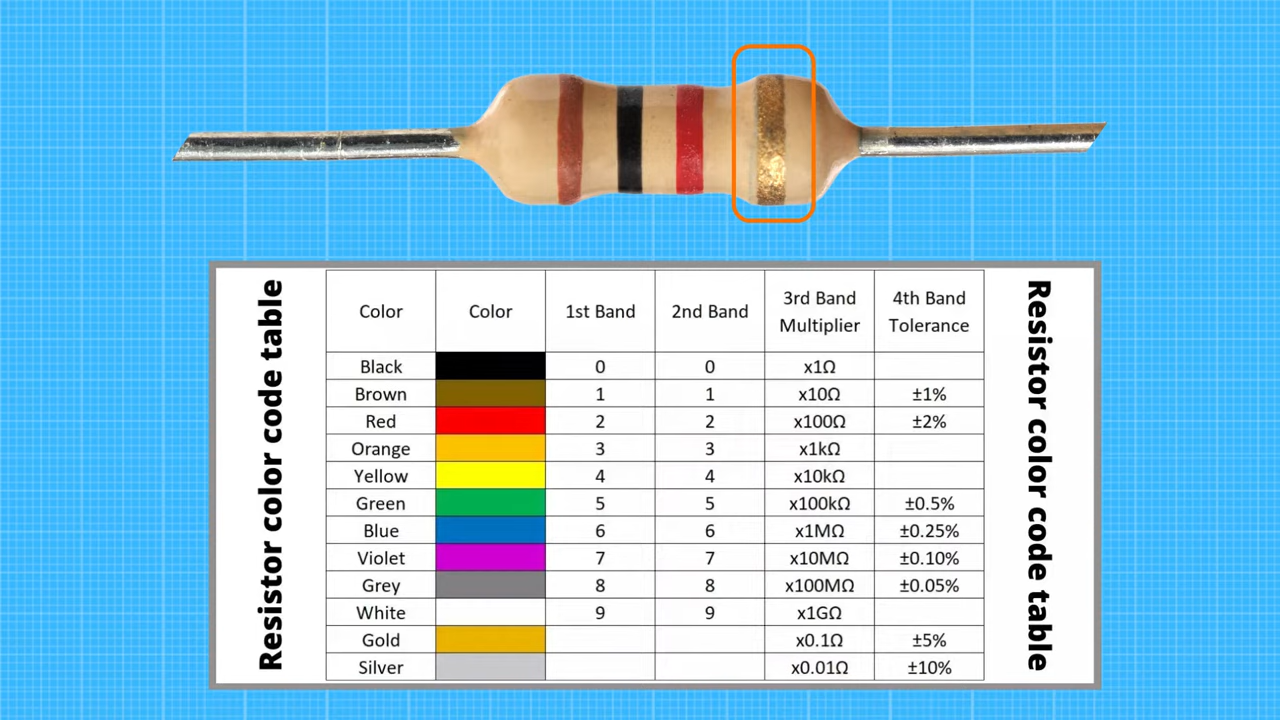 Resistor color code table
Color Color 1st Band 2nd Band 3rd Band Multiplier 4th Band Tolerance
Black 0 0 x1Ω
Brown 1 1 x10Ω ±1%
Red 2 2 x100Ω ±2%
Orange 3 3 x1kΩ
Yellow 4 4 x10kΩ
Green 5 5 x100kΩ ±0.5%
Blue 6 6 x1MΩ ±0.25%
Violet 7 7 x10MΩ ±0.10%
Grey 8 8 x100MΩ ±0.05%
White 9 9 x1GΩ
Gold x0.1Ω ±5%
Silver x0.01Ω ±10%
Resistor color code table